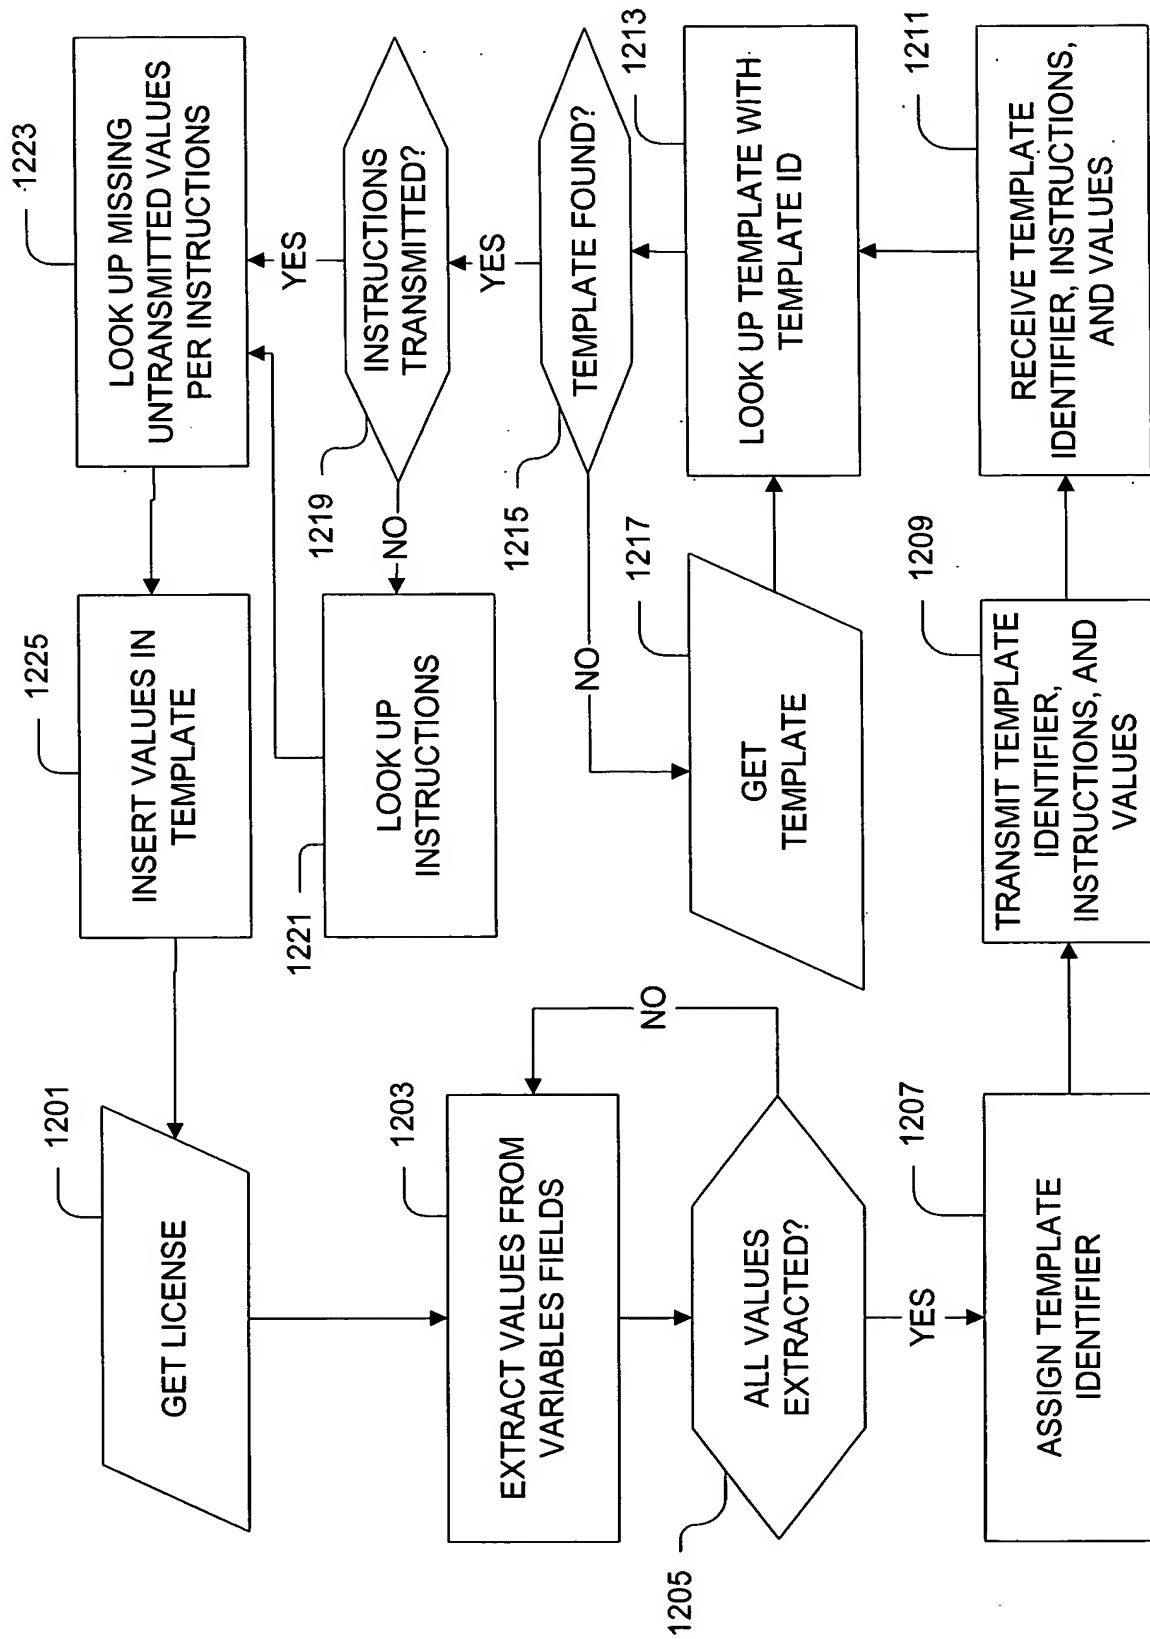 1201
GET LICENSE
1203
EXTRACT VALUES FROM
VARIABLES FIELDS
1205
ALL VALUES
EXTRACTED?
NO
YES
1207
ASSIGN TEMPLATE
IDENTIFIER
1209
TRANSMIT TEMPLATE
IDENTIFIER,
INSTRUCTIONS, AND
VALUES
1211
RECEIVE TEMPLATE
IDENTIFIER, INSTRUCTIONS,
AND VALUES
1213
LOOK UP TEMPLATE WITH
TEMPLATE ID
1215
TEMPLATE FOUND?
NO
YES
1217
GET
TEMPLATE
1219
INSTRUCTIONS
TRANSMITTED?
NO
YES
1221
LOOK UP
INSTRUCTIONS
1223
LOOK UP MISSING
UNTRANSMITTED VALUES
PER INSTRUCTIONS
1225
INSERT VALUES IN
TEMPLATE